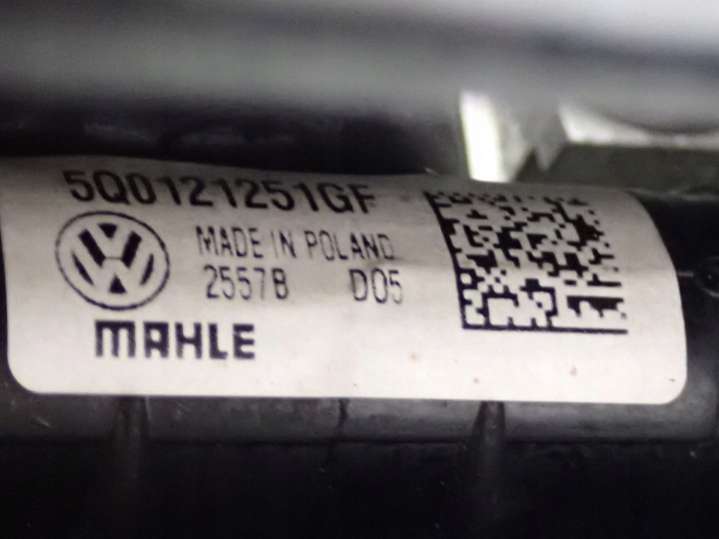 5Q0121251GF
MADE IN POLAND
2557B D05
MAHLE